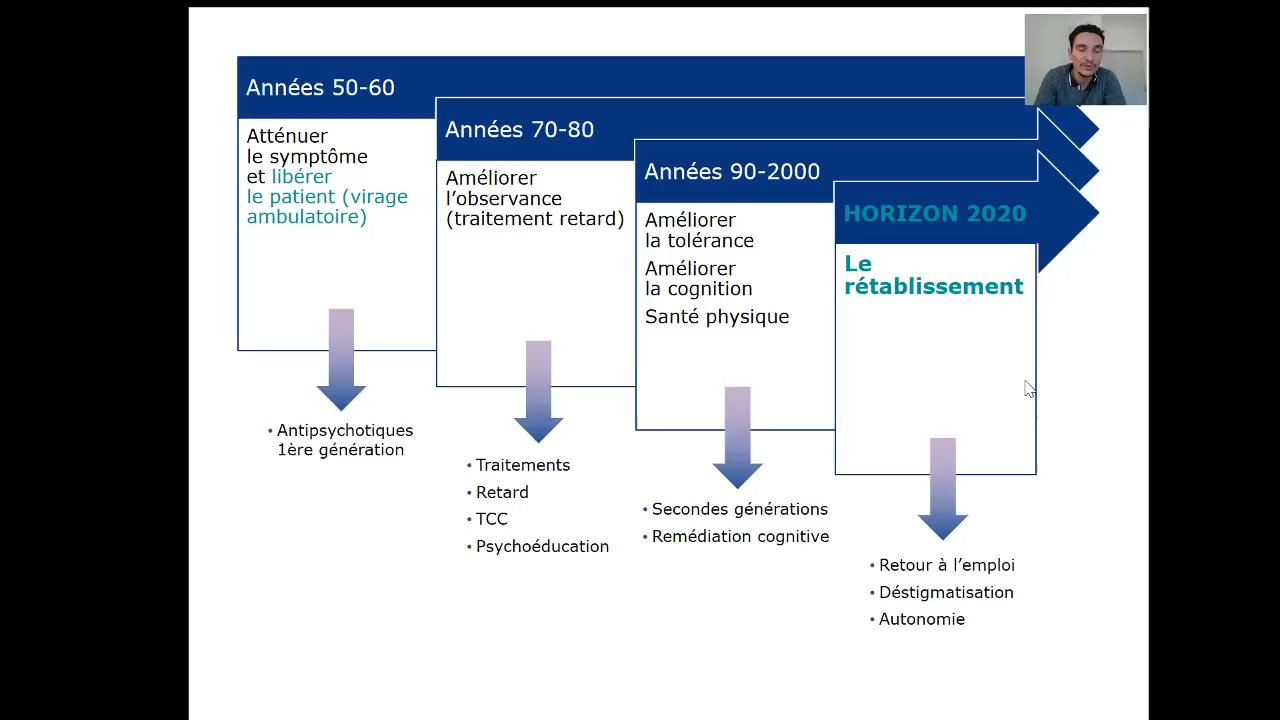 Années 50-60
Atténuer
le symptôme
et libérer
le patient (virage
ambulatoire)
• Antipsychotiques
1ère génération
Années 70-80
Améliorer
l’observance
(traitement retard)
• Traitements
• Retard
• TCC
• Psychoéducation
Années 90-2000
Améliorer
la tolérance
Améliorer
la cognition
Santé physique
• Secondes générations
• Remédiation cognitive
HORIZON 2020
Le
rétablissement
• Retour à l’emploi
• Déstigmatisation
• Autonomie